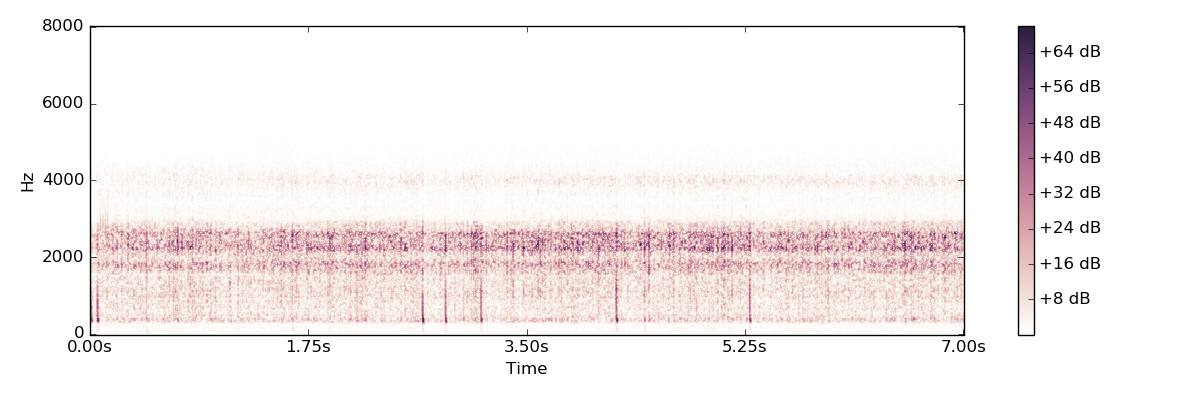 8000
6000
4000
2000
0
Hz
0.00s
1.75s
3.50s
5.25s
7.00s
Time
+64 dB
+56 dB
+48 dB
+40 dB
+32 dB
+24 dB
+16 dB
+8 dB